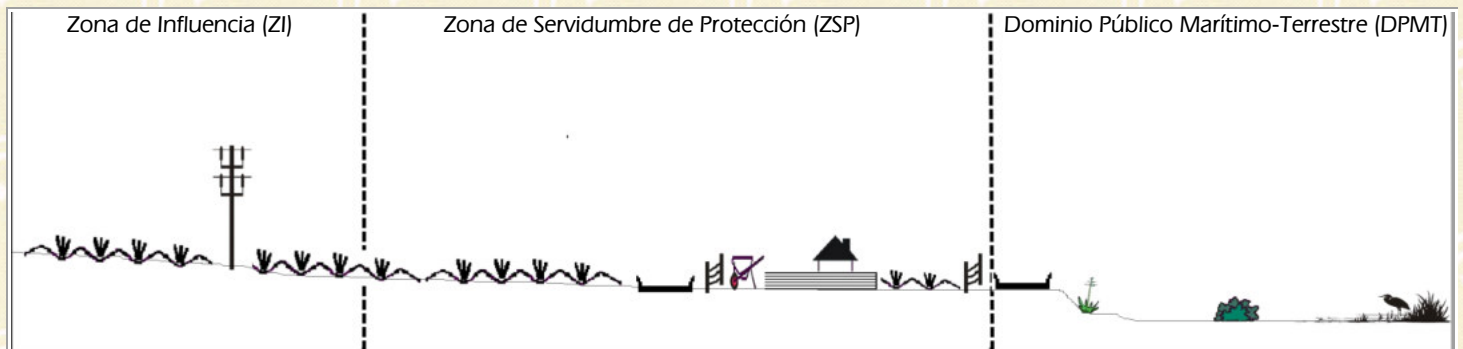 Zona de Influencia (ZI)
Zona de Servidumbre de Protección (ZSP)
Dominio Público Marítimo-Terrestre (DPMT)